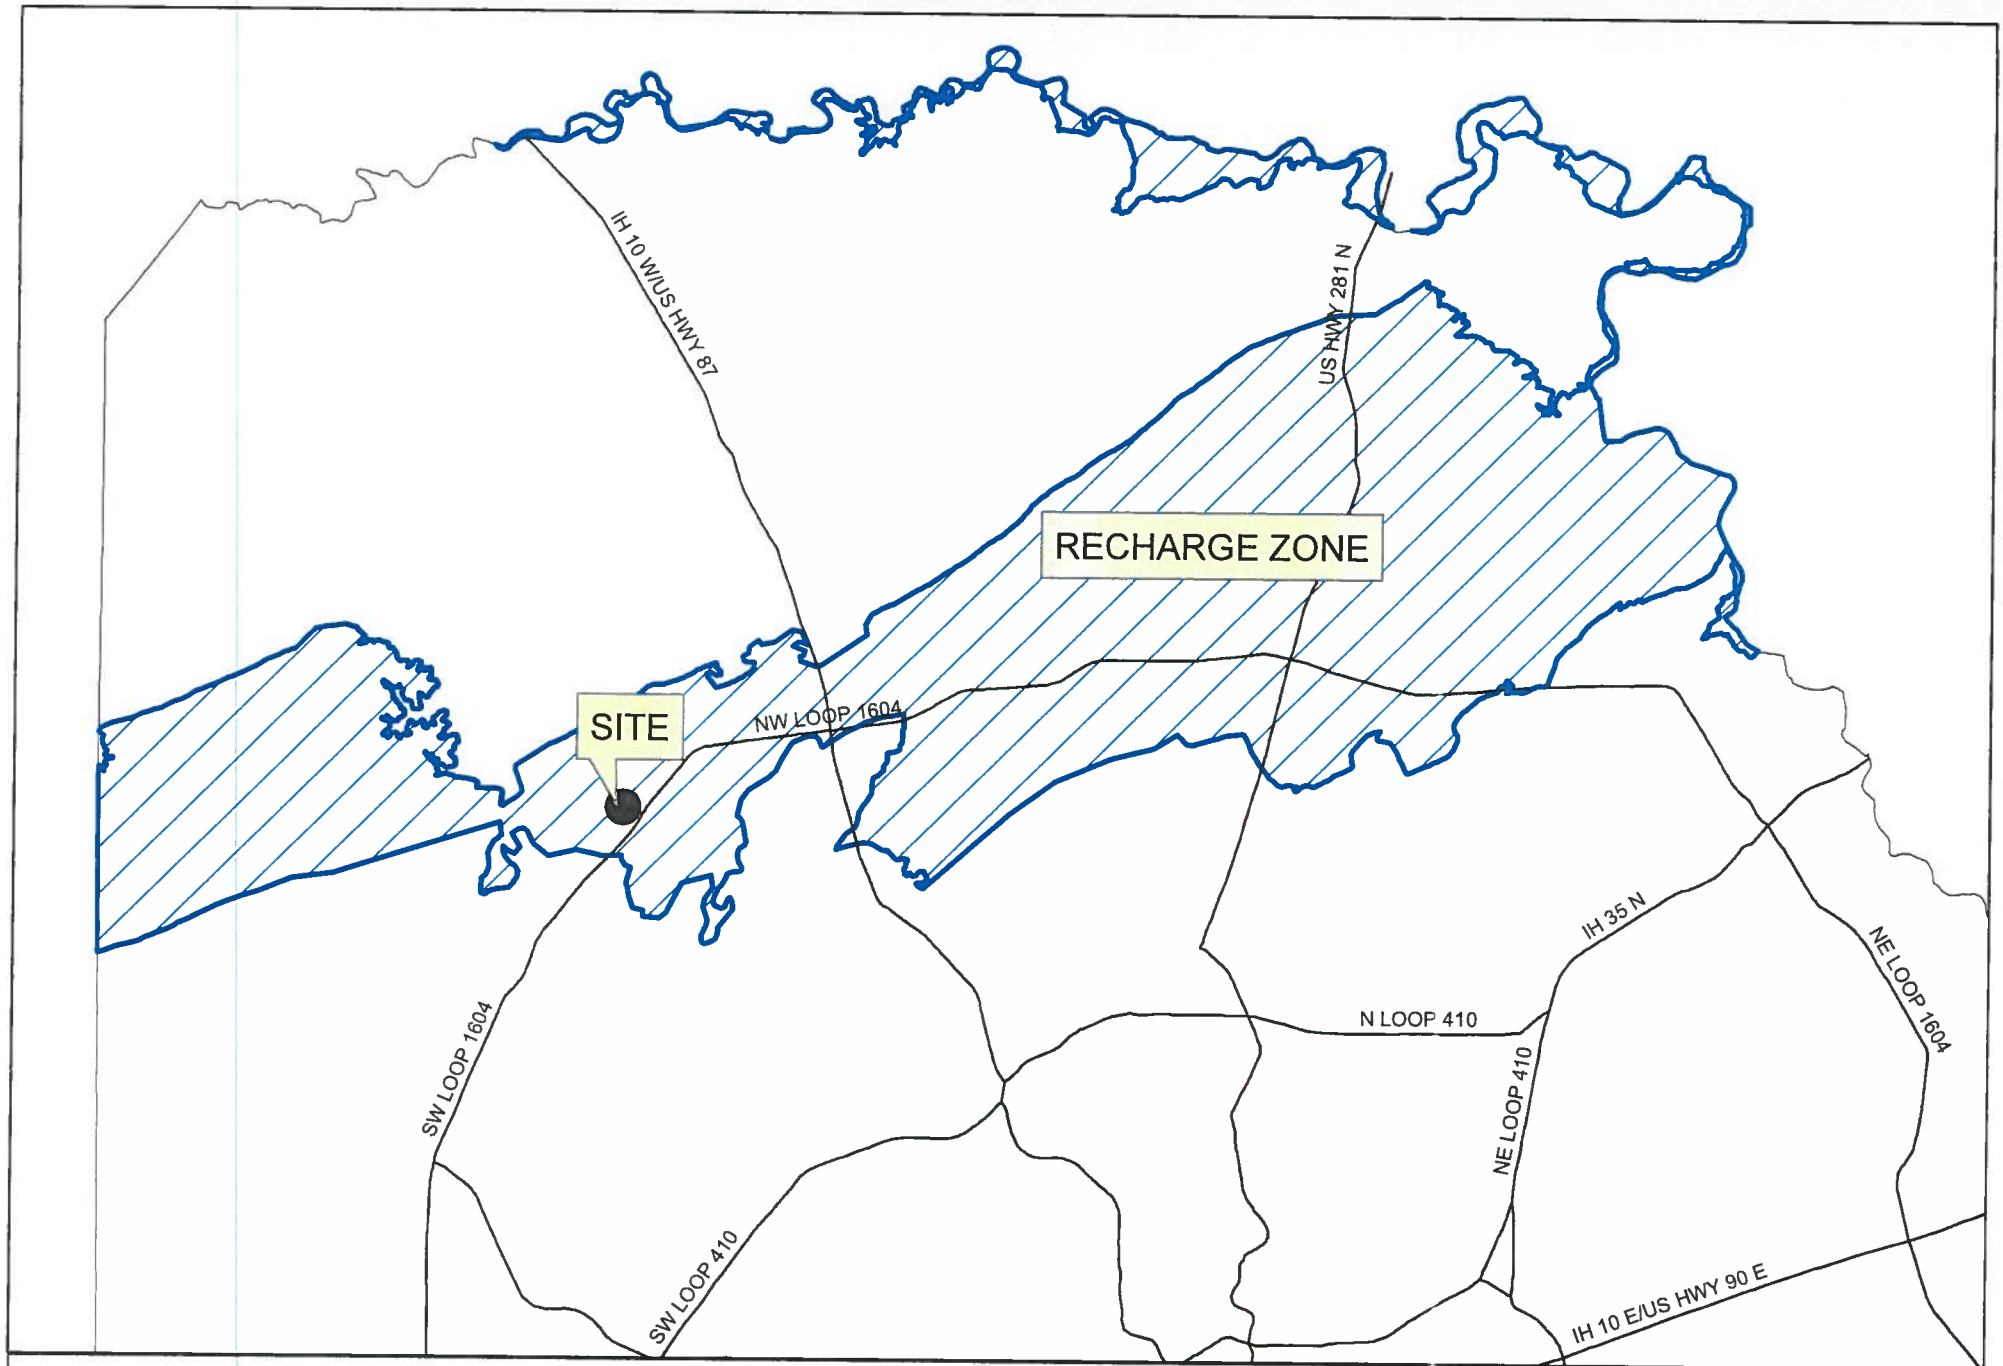 IH 10 W/US HWY 87
US HWY 281 N
RECHARGE ZONE
SITE
NW LOOP 1604
IH 35 N
NE LOOP 1604
SW LOOP 1604
N LOOP 410
NE LOOP 410
SW LOOP 410
IH 10 E/US HWY 90 E